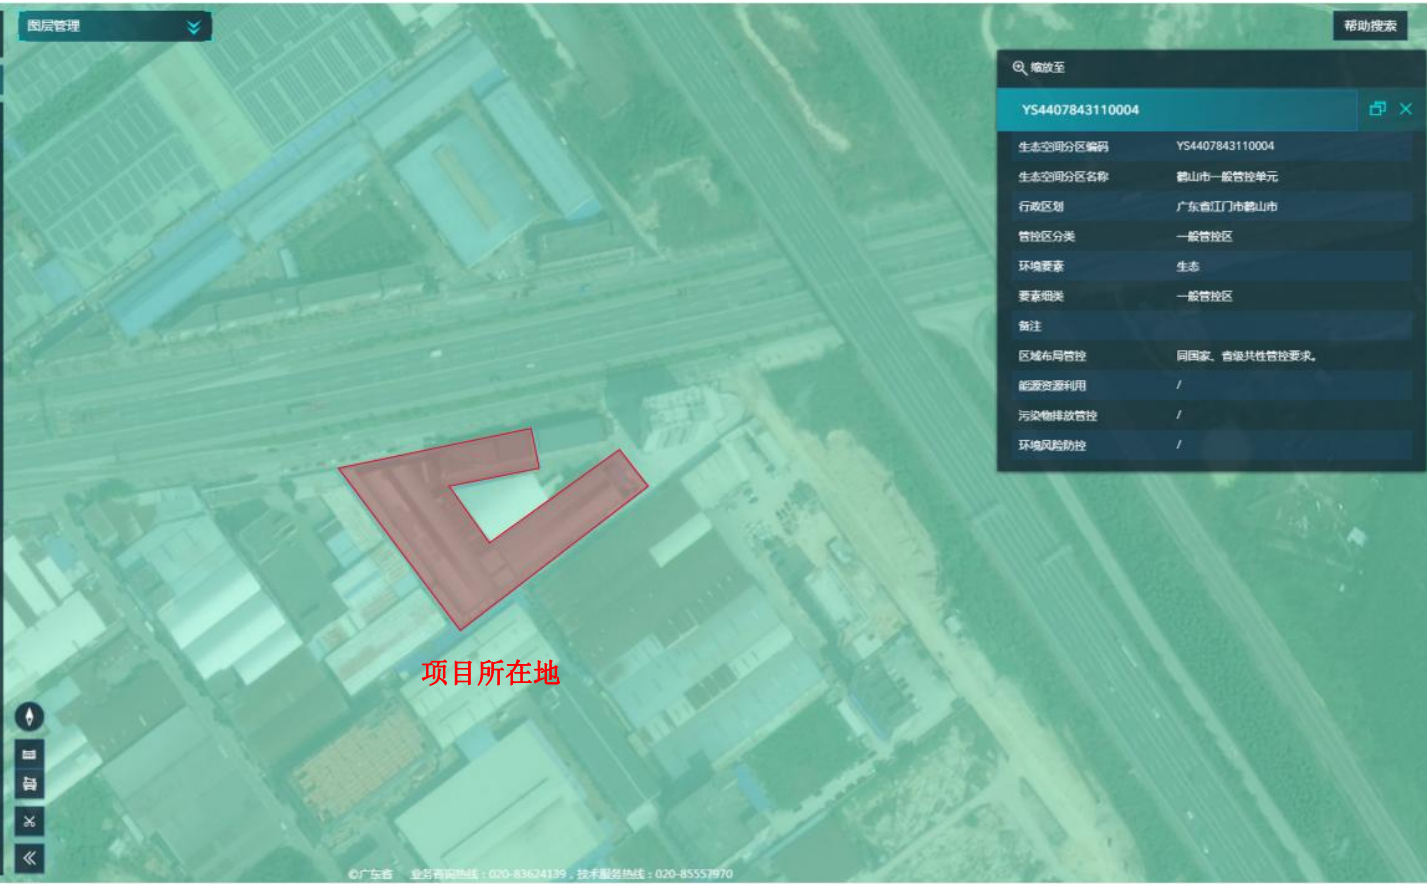 图层管理
帮助搜索
缩放至
YS4407843110004
生态空间分区编码 YS4407843110004
生态空间分区名称 鹤山市一般管控单元
行政区划 广东省江门市鹤山市
管控区分类 一般管控区
环境要素 生态
要素细类 一般管控区
备注
区域布局管控 同国家、省级共性管控要求。
能源资源利用 /
污染物排放管控 /
环境风险防控 /
项目所在地
©广东省 业务咨询热线：020-83624139，技术服务热线：020-85557970